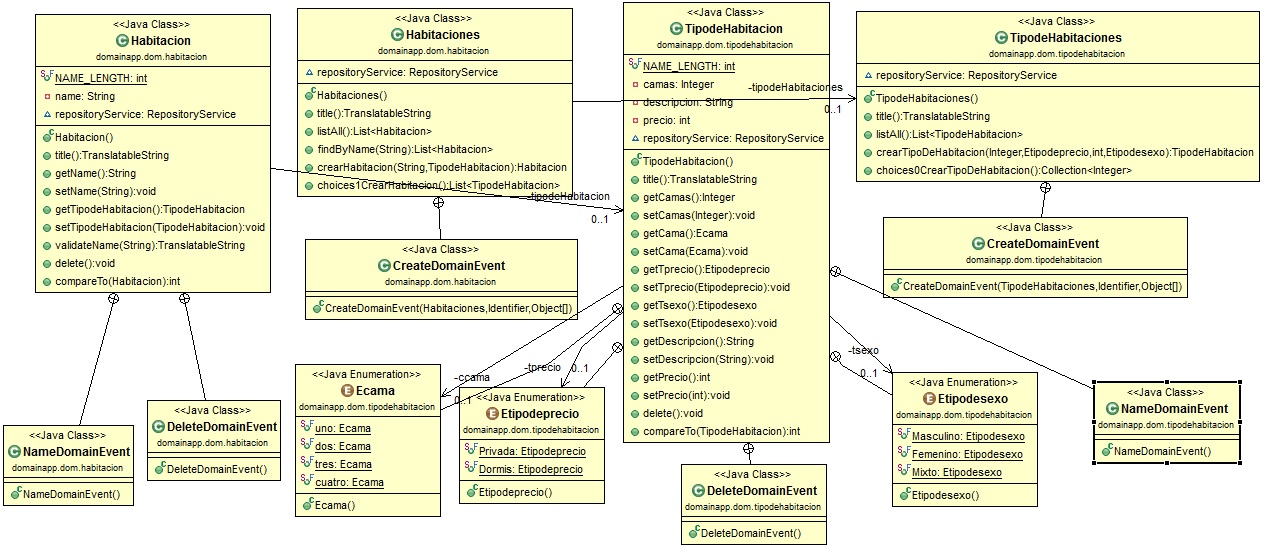 <<Java Class>>
Habitacion
domainapp.dom.habitacion
NAME_LENGTH: int
name: String
repositoryService: RepositoryService
Habitacion()
title():TranslatableString
getName():String
setName(String):void
getTipodeHabitacion():TipodeHabitacion
setTipodeHabitacion(TipodeHabitacion):void
validateName(String):TranslatableString
delete():void
compareTo(Habitacion):int
<<Java Class>>
Habitaciones
domainapp.dom.habitacion
repositoryService: RepositoryService
Habitaciones()
title():TranslatableString
listAll():List<Habitacion>
findByName(String):List<Habitacion>
crearHabitacion(String,TipodeHabitacion):Habitacion
choices1CrearHabitacion():List<TipodeHabitacion>
<<Java Class>>
TipodeHabitacion
domainapp.dom.tipodehabitacion
NAME_LENGTH: int
camas: Integer
descripcion: String
precio: int
repositoryService: RepositoryService
TipodeHabitacion()
title():TranslatableString
getCamas():Integer
setCamas(Integer):void
getCama():Ecama
setCama(Ecama):void
getTprecio():Etipodeprecio
setTprecio(Etipodeprecio):void
getTsexo():Etipodesexo
setTsexo(Etipodesexo):void
getDescripcion():String
setDescripcion(String):void
getPrecio():int
setPrecio(int):void
delete():void
compareTo(TipodeHabitacion):int
<<Java Class>>
TipodeHabitaciones
domainapp.dom.tipodehabitacion
repositoryService: RepositoryService
TipodeHabitaciones()
title():TranslatableString
listAll():List<TipodeHabitacion>
crearTipoDeHabitacion(Integer,Etipodeprecio,int,Etipodesexo):TipodeHabitacion
choices0CrearTipoDeHabitacion():Collection<Integer>
-tipodeHabitaciones
0..1
-tipodeHabitacion
0..1
<<Java Class>>
CreateDomainEvent
domainapp.dom.habitacion
CreateDomainEvent(Habitaciones,Identifier,Object[])
<<Java Class>>
CreateDomainEvent
domainapp.dom.tipodehabitacion
CreateDomainEvent(TipodeHabitaciones,Identifier,Object[])
-ccama
0..1
-tprecio
0..1
-tsexo
0..1
<<Java Class>>
NameDomainEvent
domainapp.dom.habitacion
NameDomainEvent()
<<Java Class>>
DeleteDomainEvent
domainapp.dom.habitacion
DeleteDomainEvent()
<<Java Enumeration>>
Ecama
domainapp.dom.tipodehabitacion
uno: Ecama
dos: Ecama
tres: Ecama
cuatro: Ecama
Ecama()
<<Java Enumeration>>
Etipodeprecio
domainapp.dom.tipodehabitacion
Privada: Etipodeprecio
Dormis: Etipodeprecio
Etipodeprecio()
<<Java Class>>
DeleteDomainEvent
domainapp.dom.tipodehabitacion
DeleteDomainEvent()
<<Java Enumeration>>
Etipodesexo
domainapp.dom.tipodehabitacion
Masculino: Etipodesexo
Femenino: Etipodesexo
Mixto: Etipodesexo
Etipodesexo()
<<Java Class>>
NameDomainEvent
domainapp.dom.tipodehabitacion
NameDomainEvent()